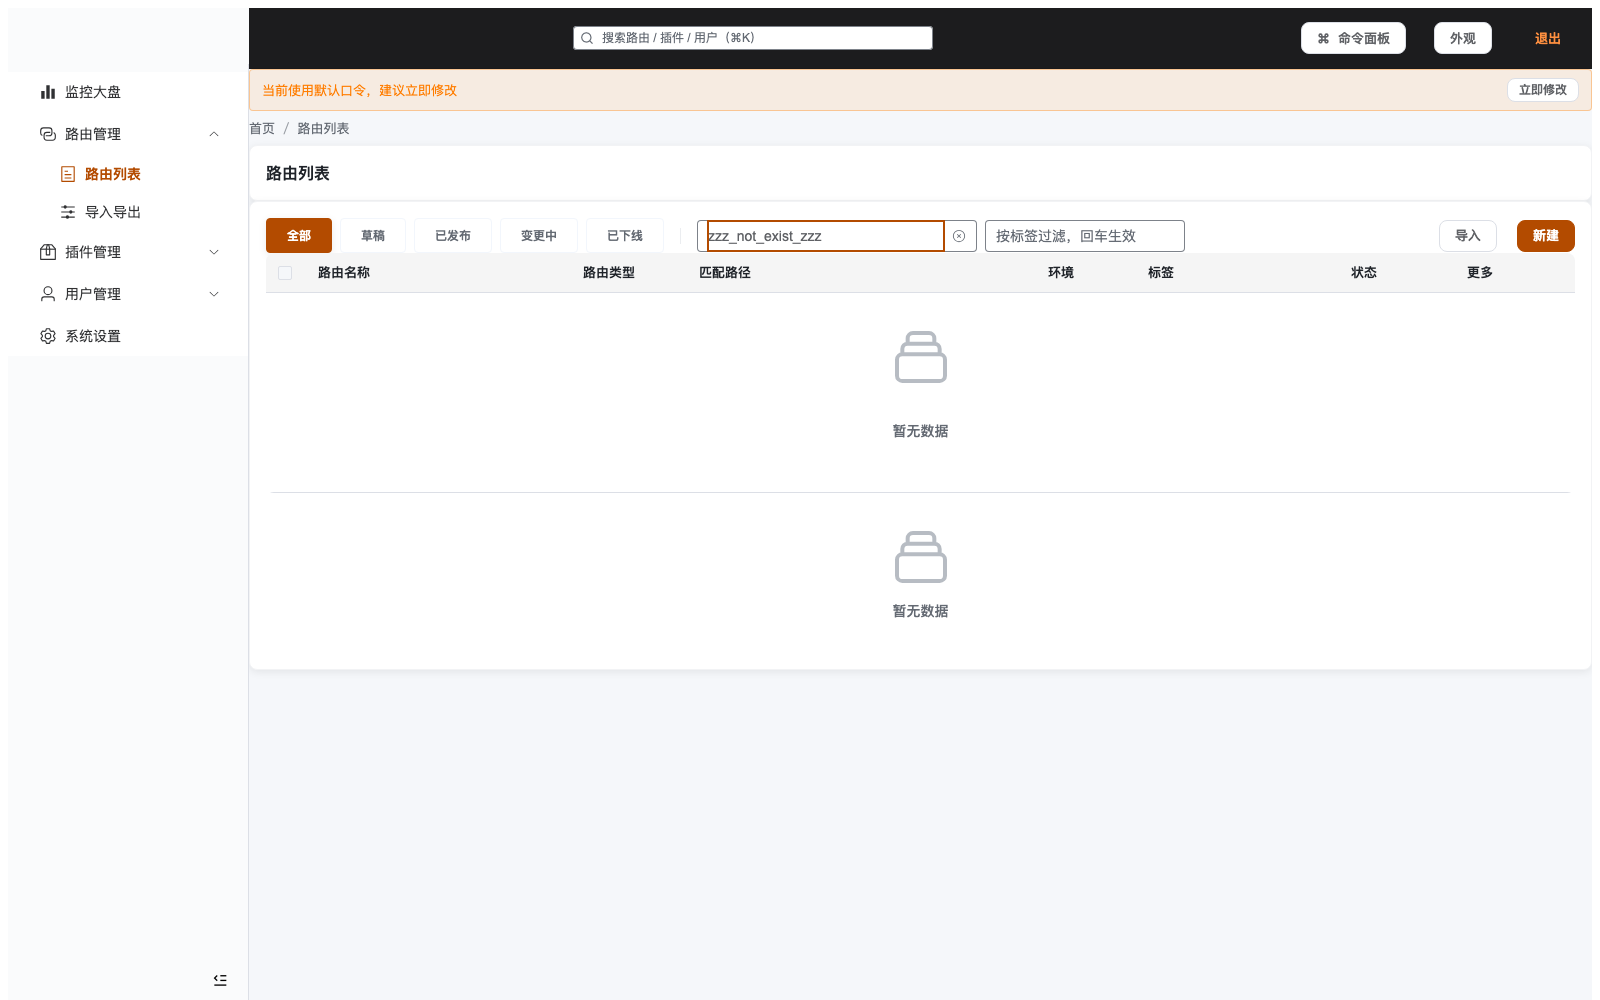 搜索路由 / 插件 / 用户（⌘K）
⌘ 命令面板
外观
退出
当前使用默认口令，建议立即修改
立即修改
首页 / 路由列表
监控大盘
路由管理
路由列表
导入导出
插件管理
用户管理
系统设置
路由列表
全部
草稿
已发布
变更中
已下线
zzz_not_exist_zzz
按标签过滤，回车生效
导入
新建
路由名称
路由类型
匹配路径
环境
标签
状态
更多
暂无数据
暂无数据